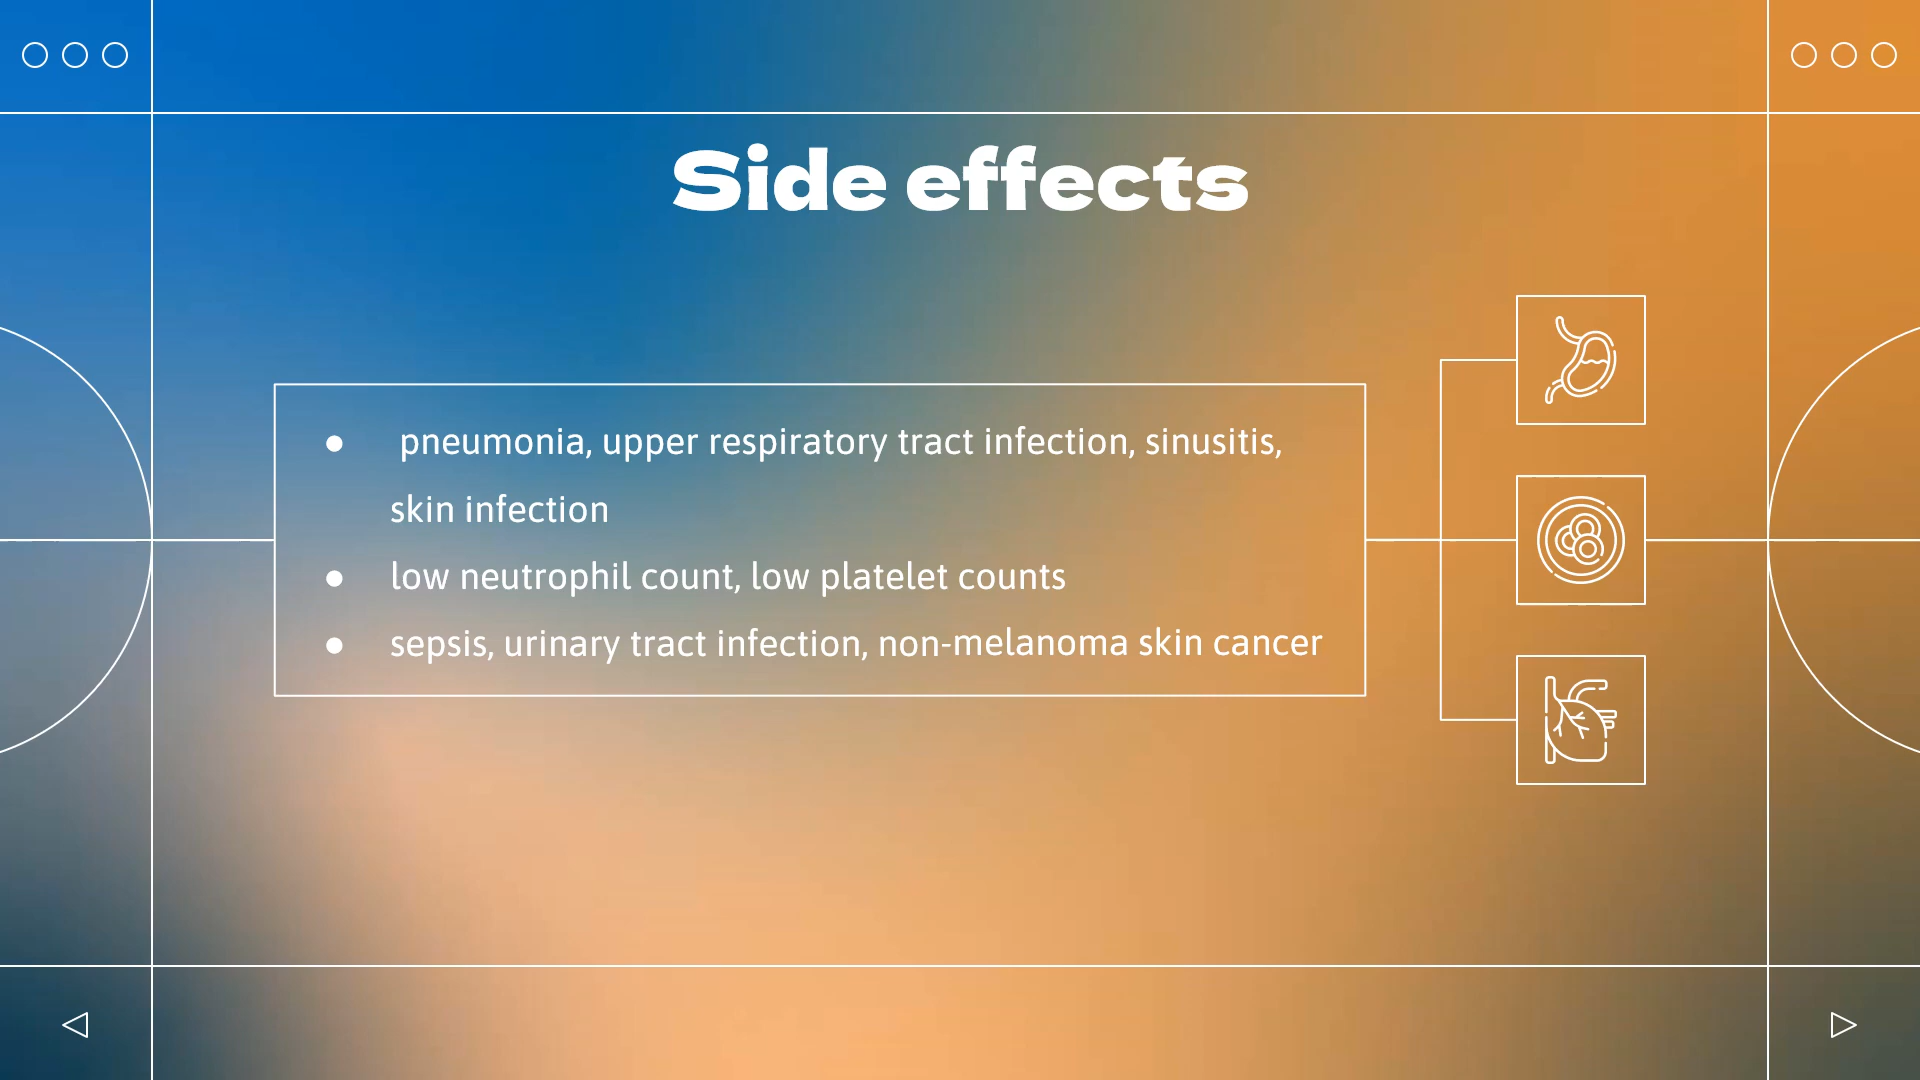 Side effects
● pneumonia, upper respiratory tract infection, sinusitis,
skin infection
● low neutrophil count, low platelet counts
● sepsis, urinary tract infection, non-melanoma skin cancer